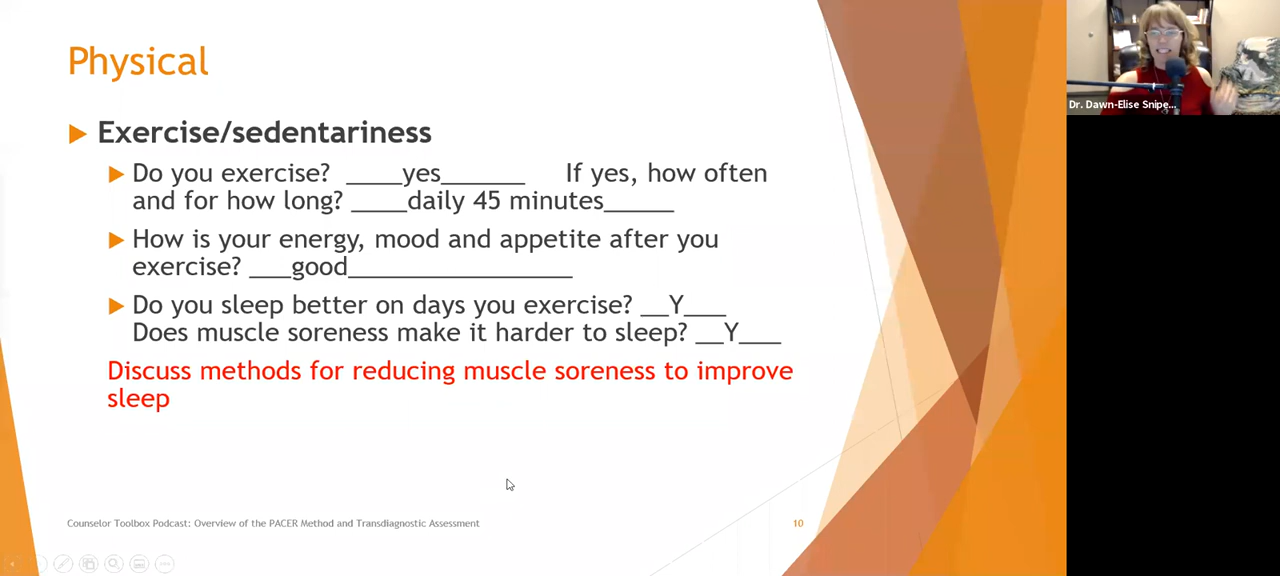 Physical
Exercise/sedentariness
Do you exercise? ____yes______ If yes, how often
and for how long? ____daily 45 minutes_____
How is your energy, mood and appetite after you
exercise? ___good________________
Do you sleep better on days you exercise? __Y___
Does muscle soreness make it harder to sleep? __Y___
Discuss methods for reducing muscle soreness to improve
sleep
Counselor Toolbox Podcast: Overview of the PACER Method and Transdiagnostic Assessment
10
Dr. Dawn-Elise Snipe...